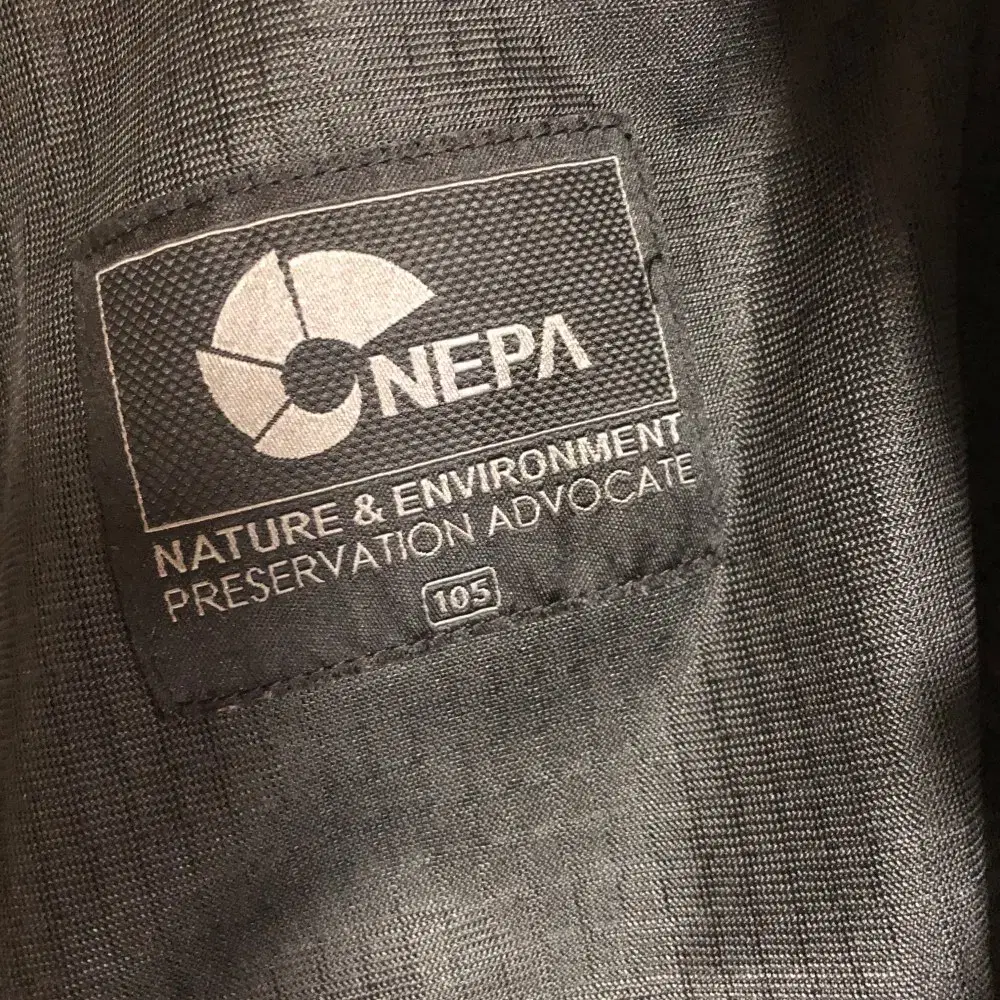 NEPA
NATURE & ENVIRONMENT
PRESERVATION ADVOCATE
105